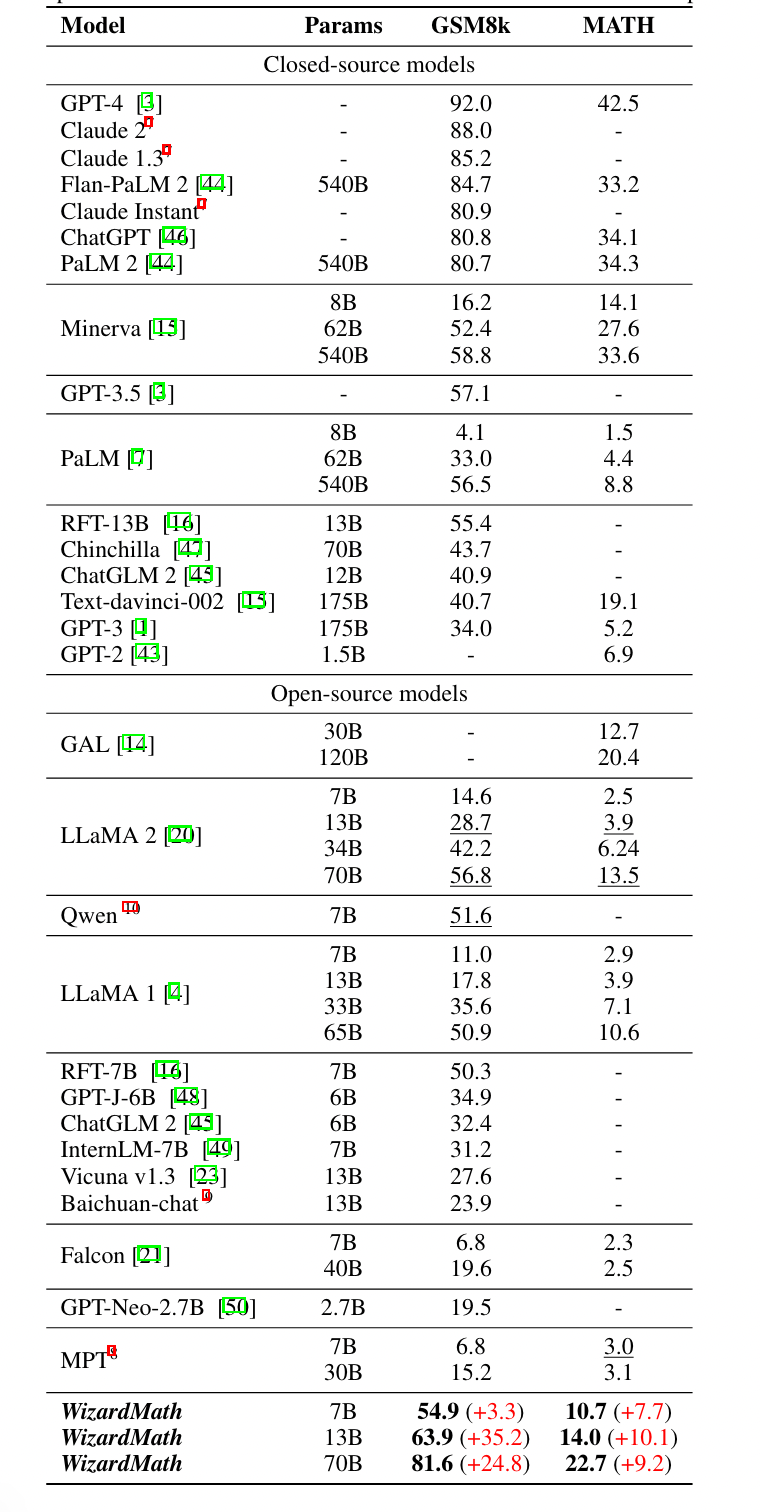 Model Params GSM8k MATH
Closed-source models
GPT-4 [3] - 92.0 42.5
Claude 2 - 88.0 -
Claude 1.3 - 85.2 -
Flan-PaLM 2 [44] 540B 84.7 33.2
Claude Instant - 80.9 -
ChatGPT [46] - 80.8 34.1
PaLM 2 [44] 540B 80.7 34.3
8B 16.2 14.1
Minerva [15] 62B 52.4 27.6
540B 58.8 33.6
GPT-3.5 [3] - 57.1 -
8B 4.1 1.5
PaLM [7] 62B 33.0 4.4
540B 56.5 8.8
RFT-13B [16] 13B 55.4 -
Chinchilla [47] 70B 43.7 -
ChatGLM 2 [45] 12B 40.9 -
Text-davinci-002 [15] 175B 40.7 19.1
GPT-3 [1] 175B 34.0 5.2
GPT-2 [43] 1.5B - 6.9
Open-source models
GAL [14] 30B - 12.7
120B - 20.4
7B 14.6 2.5
LLaMA 2 [20] 13B 28.7 3.9
34B 42.2 6.24
70B 56.8 13.5
Qwen 10 7B 51.6 -
7B 11.0 2.9
LLaMA 1 [4] 13B 17.8 3.9
33B 35.6 7.1
65B 50.9 10.6
RFT-7B [16] 7B 50.3 -
GPT-J-6B [48] 6B 34.9 -
ChatGLM 2 [45] 6B 32.4 -
InternLM-7B [49] 7B 31.2 -
Vicuna v1.3 [23] 13B 27.6 -
Baichuan-chat 9 13B 23.9 -
Falcon [21] 7B 6.8 2.3
40B 19.6 2.5
GPT-Neo-2.7B [50] 2.7B 19.5 -
MPT8 7B 6.8 3.0
30B 15.2 3.1
WizardMath 7B 54.9 (+3.3) 10.7 (+7.7)
WizardMath 13B 63.9 (+35.2) 14.0 (+10.1)
WizardMath 70B 81.6 (+24.8) 22.7 (+9.2)